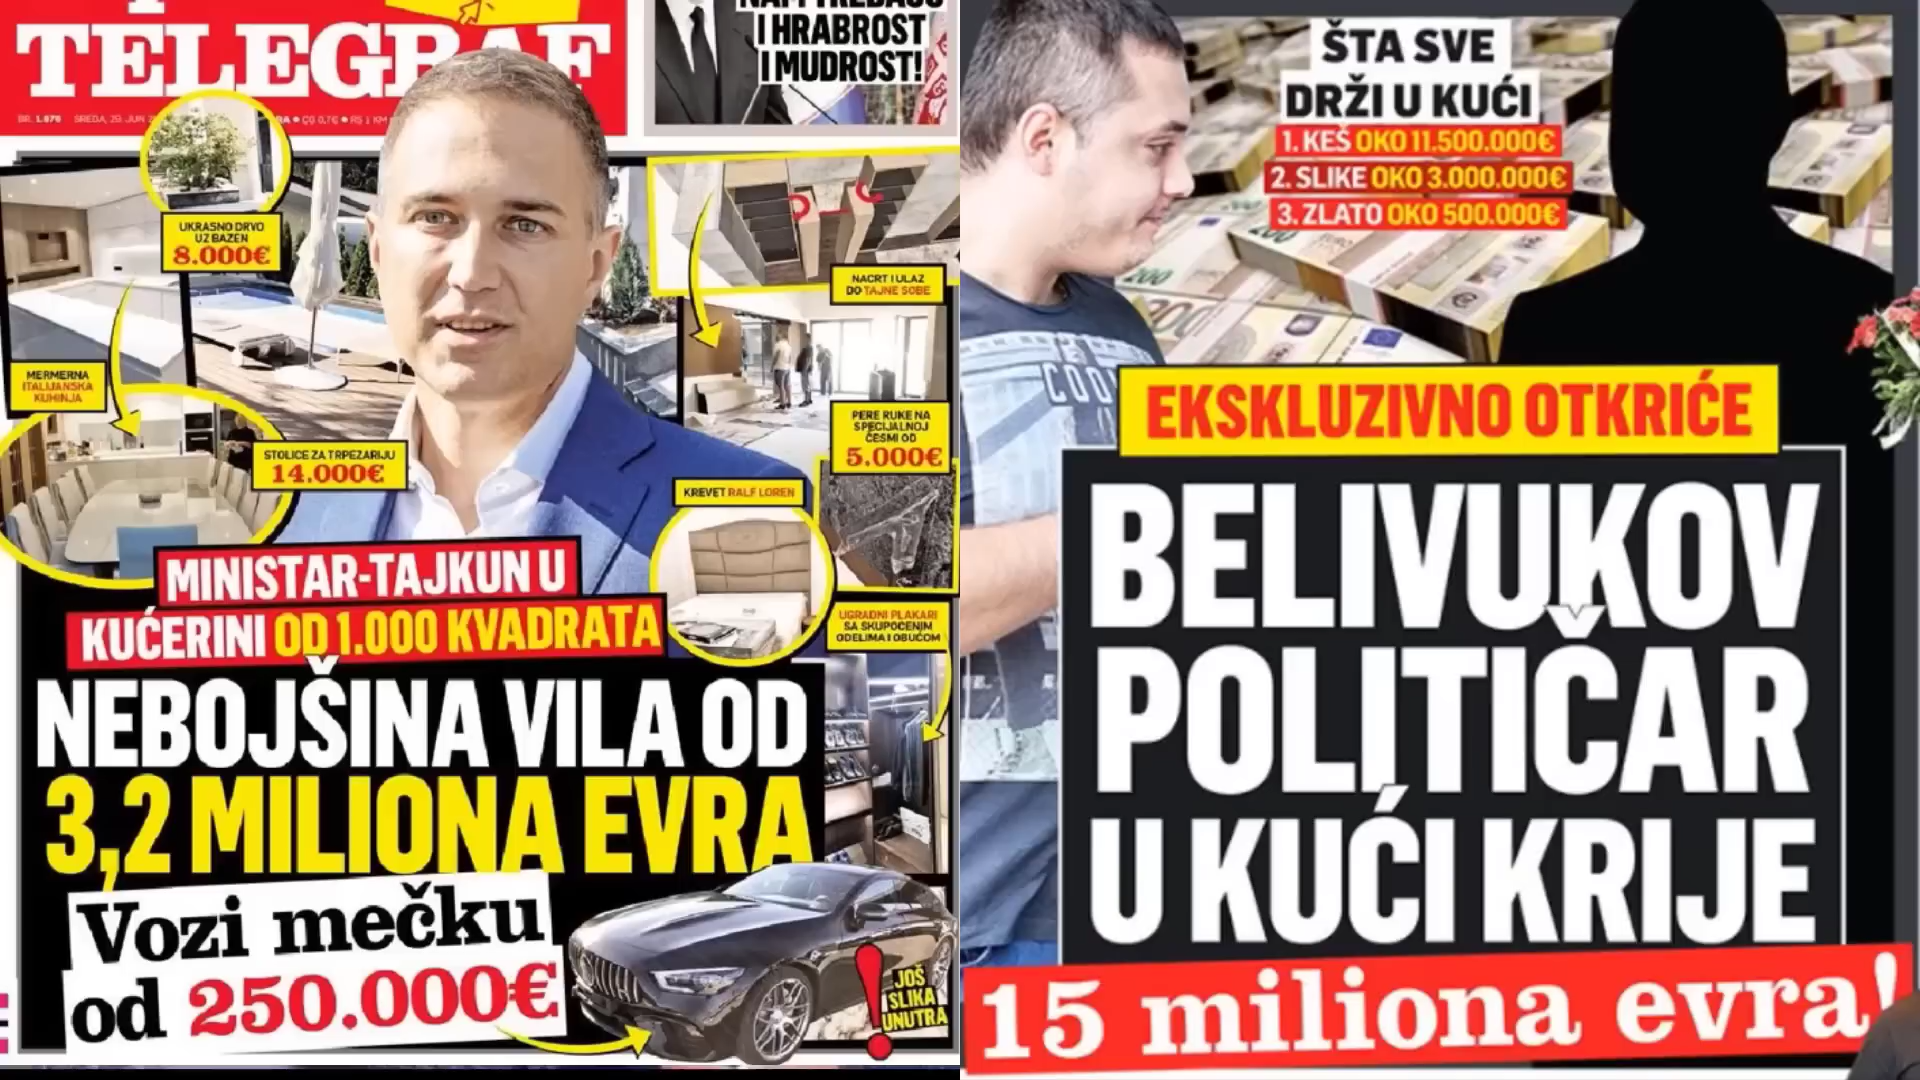 TELEGRAF
I HRABROST
I MUDROST!
UKRASNO DRVO
UZ BAZEN
8.000€
NACRT I ULAZ
DO TAJNE SOBE
MERMERNA
ITALIJANSKA
KUHINJA
STOLICE ZA TRPEZARIJU
14.000€
PERE RUKE NA
SPECIJALNOJ
ČESMI OD
5.000€
KREVET RALF LOREN
UGRADNI PLAKARI
SA SKUPOCENIM
ODELIMA I OBUĆOM
MINISTAR-TAJKUN U
KUĆERINI OD 1.000 KVADRATA
NEBOJŠINA VILA OD
3,2 MILIONA EVRA
Vozi mečku
od 250.000€
JOŠ
SLIKA
UNUTRA
ŠTA SVE
DRŽI U KUĆI
1. KEŠ OKO 11.500.000€
2. SLIKE OKO 3.000.000€
3. ZLATO OKO 500.000€
EKSKLUZIVNO OTKRIĆE
BELIVUKOV
POLITIČAR
U KUĆI KRIJE
15 miliona evra!